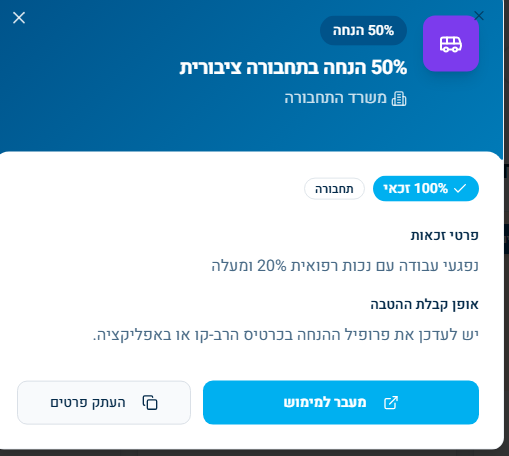 50% הנחה
50% הנחה בתחבורה ציבורית
משרד התחבורה
100% זכאי
תחבורה
פרטי זכאות
נפגעי עבודה עם נכות רפואית 20% ומעלה
אופן קבלת ההטבה
יש לעדכן את פרופיל ההנחה בכרטיס הרב-קו או באפליקציה.
מעבר למימוש
העתק פרטים